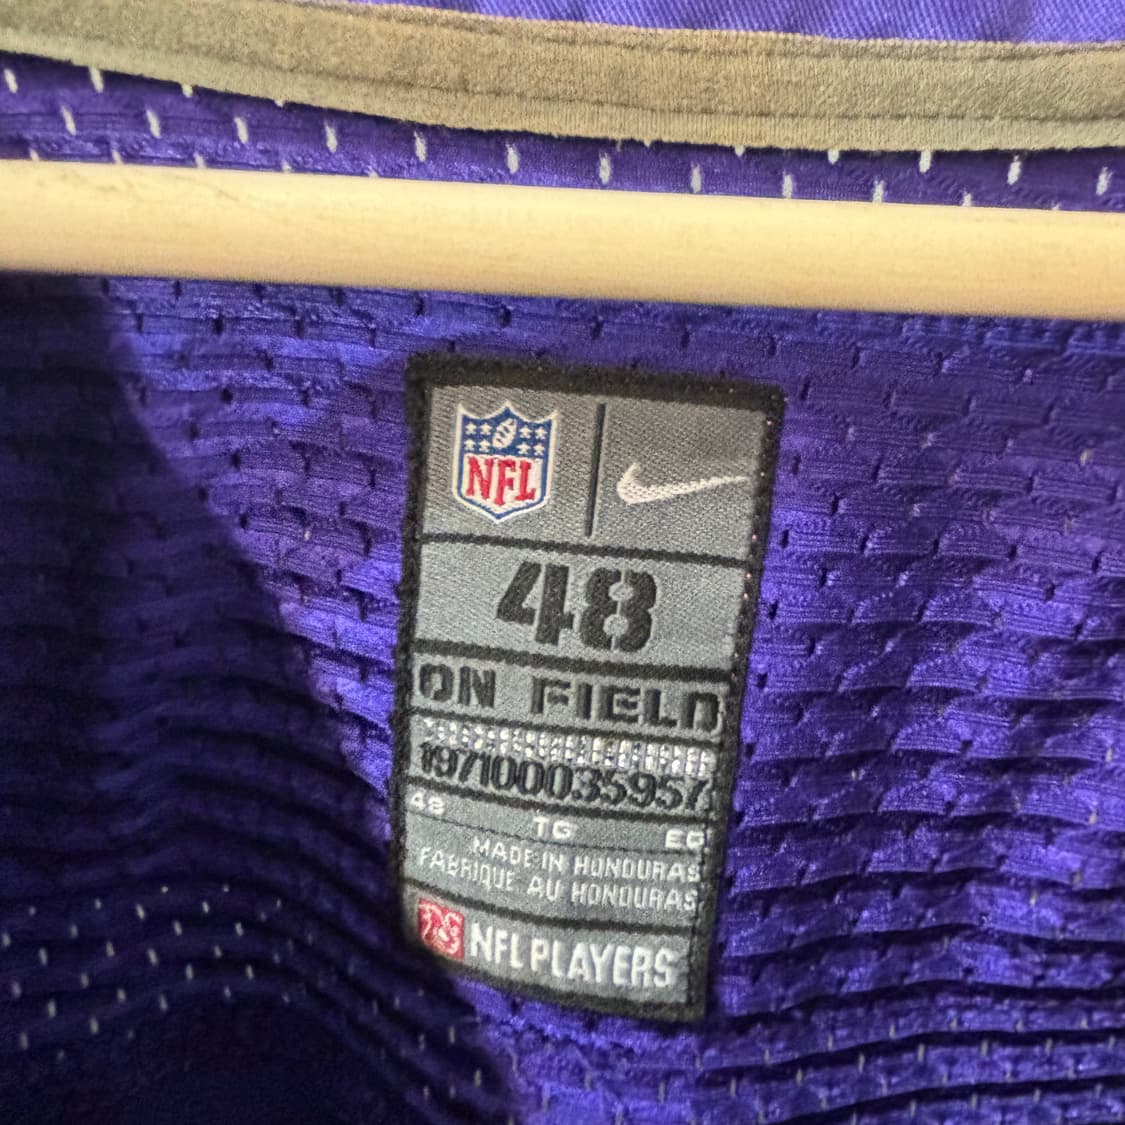 NFL
48
ON FIELD
197100035957
48 TG EG
MADE IN HONDURAS
FABRIQUE AU HONDURAS
NFL PLAYERS